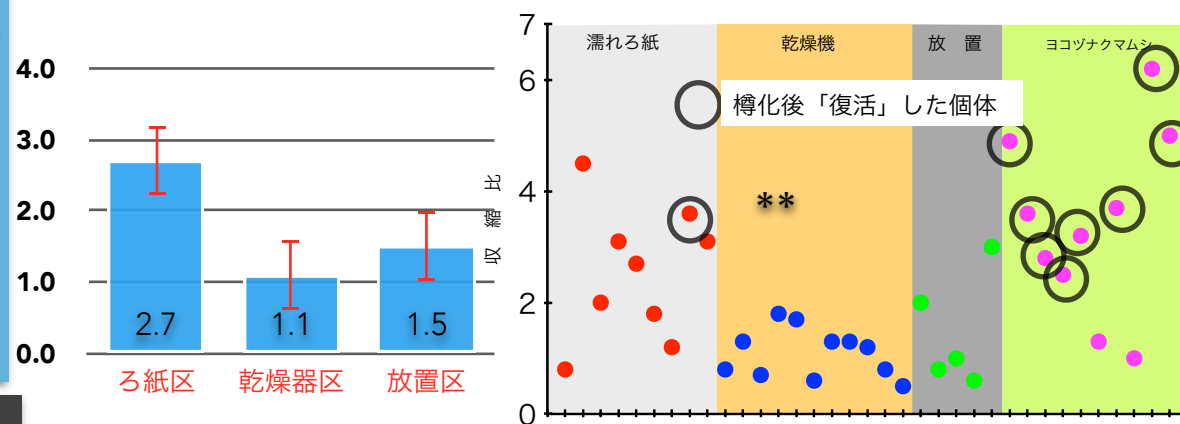 4.0
3.0
2.0
1.0
0.0
2.7
1.1
1.5
ろ紙区
乾燥器区
放置区
収縮比
7
6
4
2
0
濡れろ紙
乾燥機
放 置
ヨコヅナクマムシ
樽化後「復活」した個体
**